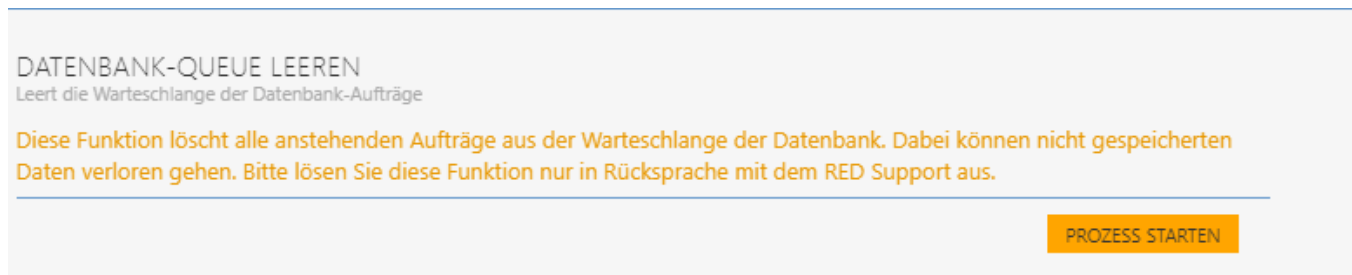 DATENBANK-QUEUE LEEREN
Leert die Warteschlange der Datenbank-Aufträge
Diese Funktion löscht alle anstehenden Aufträge aus der Warteschlange der Datenbank. Dabei können nicht gespeicherten
Daten verloren gehen. Bitte lösen Sie diese Funktion nur in Rücksprache mit dem RED Support aus.
PROZESS STARTEN